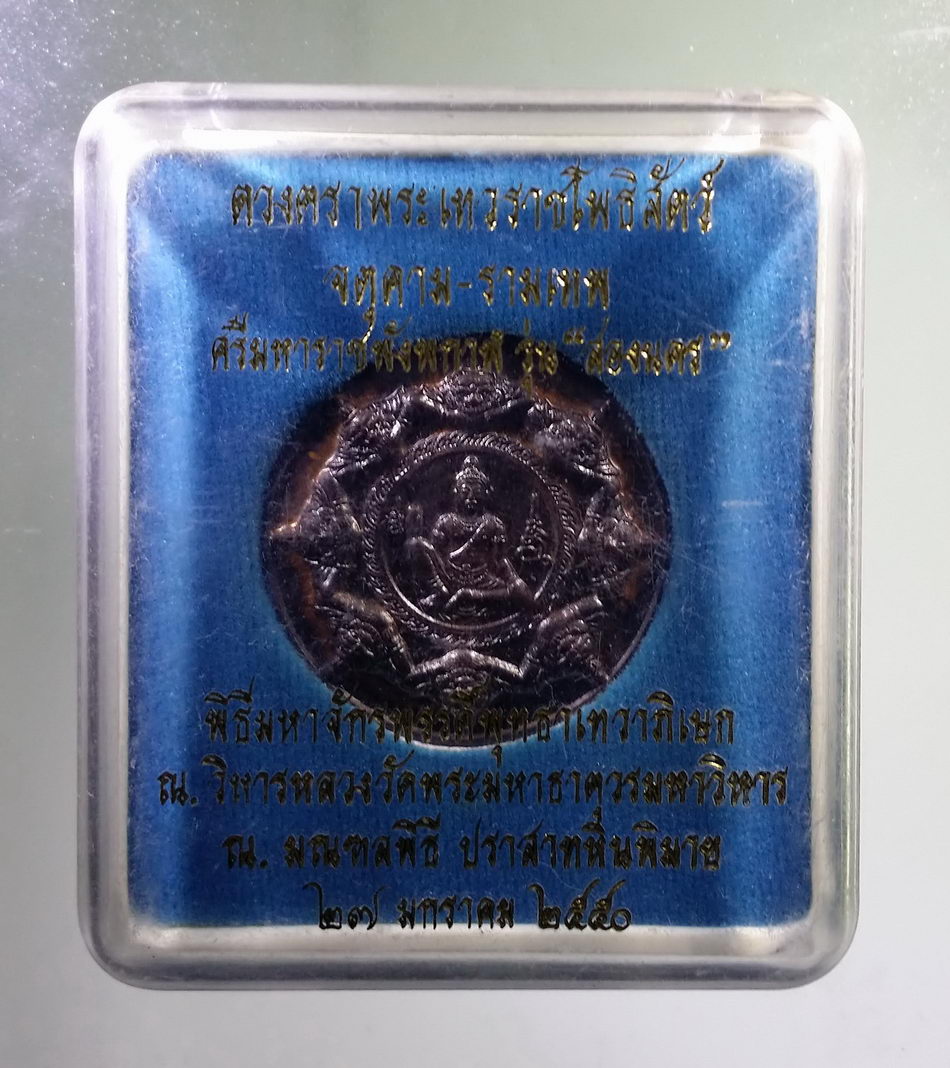 ดวงตราพระเทวราชโพธิสัตว์
จตุคาม-รามเทพ
ศรีมหาราชพังพกาฬ รุ่น "สองนคร"
พิธีมหาจักรพรรดิ์พุทธาเทวาภิเษก
ณ. วิหารหลวงวัดพระมหาธาตุวรมหาวิหาร
ณ. มณฑลพิธี ปราสาทหินพิมาย
๒๗ มกราคม ๒๕๕๐